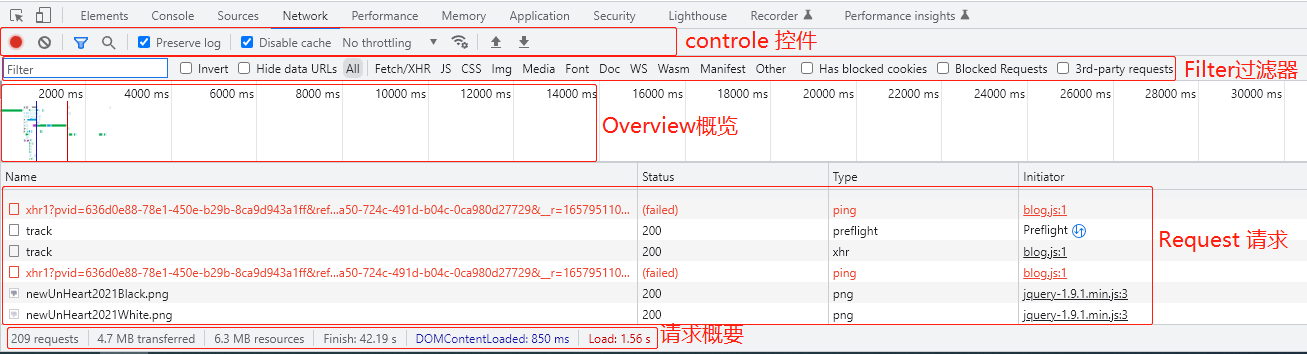 Elements Console Sources Network Performance Memory Application Security Lighthouse Recorder Performance insights
Preserve log Disable cache No throttling controle 控件
Filter Invert Hide data URLs All Fetch/XHR JS CSS Img Media Font Doc WS Wasm Manifest Other Has blocked cookies Blocked Requests 3rd-party requests Filter过滤器
2000 ms 4000 ms 6000 ms 8000 ms 10000 ms 12000 ms 14000 ms 16000 ms 18000 ms 20000 ms 22000 ms 24000 ms 26000 ms 28000 ms 30000 ms
Overview概览
Name Status Type Initiator
xhr1?pvid=636d0e88-78e1-450e-b29b-8ca9d943a1ff&ref...a50-724c-491d-b04c-0ca980d27729&__r=165795110... (failed) ping blog.js:1
track 200 preflight Preflight
Request 请求
track 200 xhr blog.js:1
xhr1?pvid=636d0e88-78e1-450e-b29b-8ca9d943a1ff&ref...a50-724c-491d-b04c-0ca980d27729&__r=165795110... (failed) ping blog.js:1
newUnHeart2021Black.png 200 png jquery-1.9.1.min.js:3
newUnHeart2021White.png 200 png jquery-1.9.1.min.js:3
209 requests 4.7 MB transferred 6.3 MB resources Finish: 42.19 s DOMContentLoaded: 850 ms Load: 1.56 s 请求概要